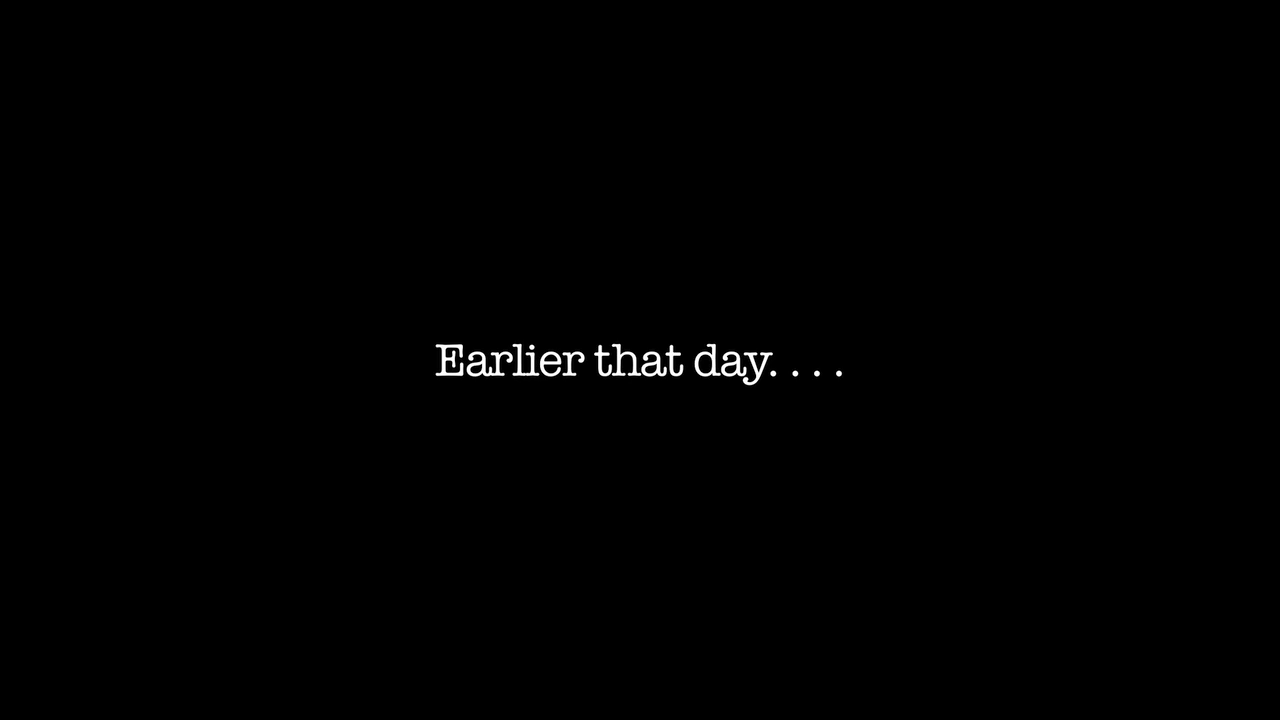 Earlier that day. . . .